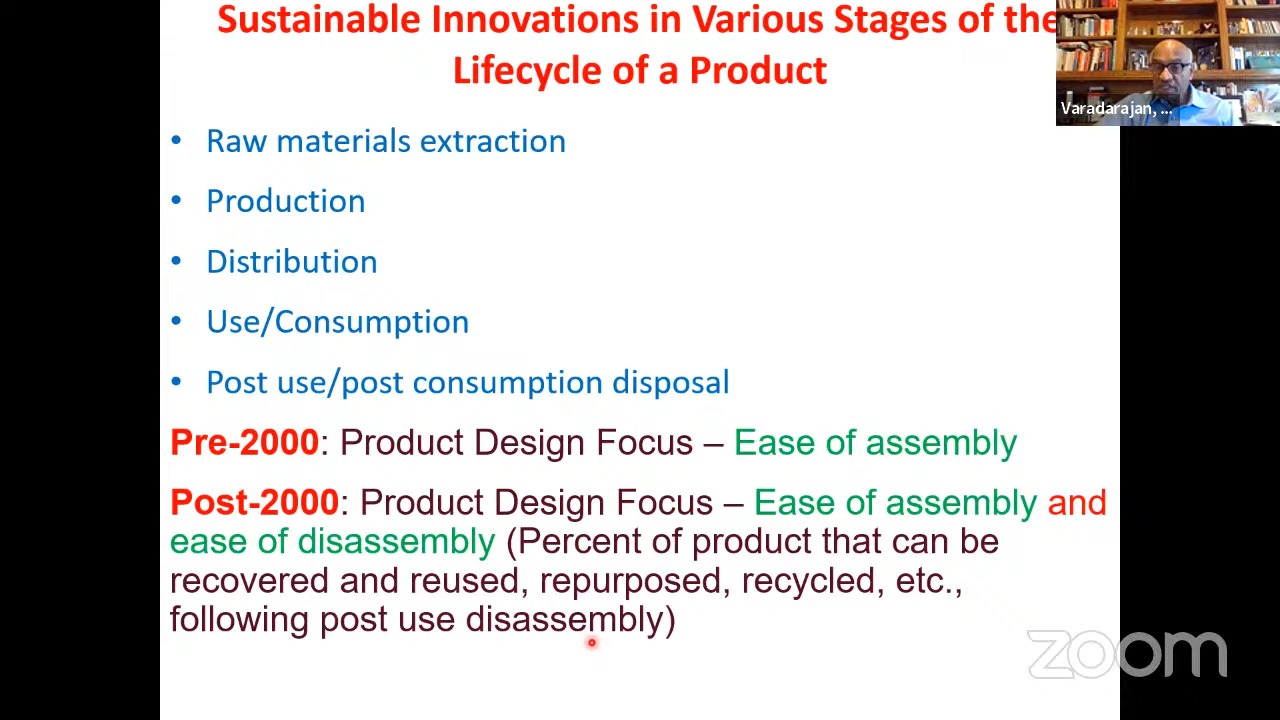 Sustainable Innovations in Various Stages of the
Lifecycle of a Product
Varadarajan, ...
• Raw materials extraction
• Production
• Distribution
• Use/Consumption
• Post use/post consumption disposal
Pre-2000: Product Design Focus – Ease of assembly
Post-2000: Product Design Focus – Ease of assembly and
ease of disassembly (Percent of product that can be
recovered and reused, repurposed, recycled, etc.,
following post use disassembly)
zoom